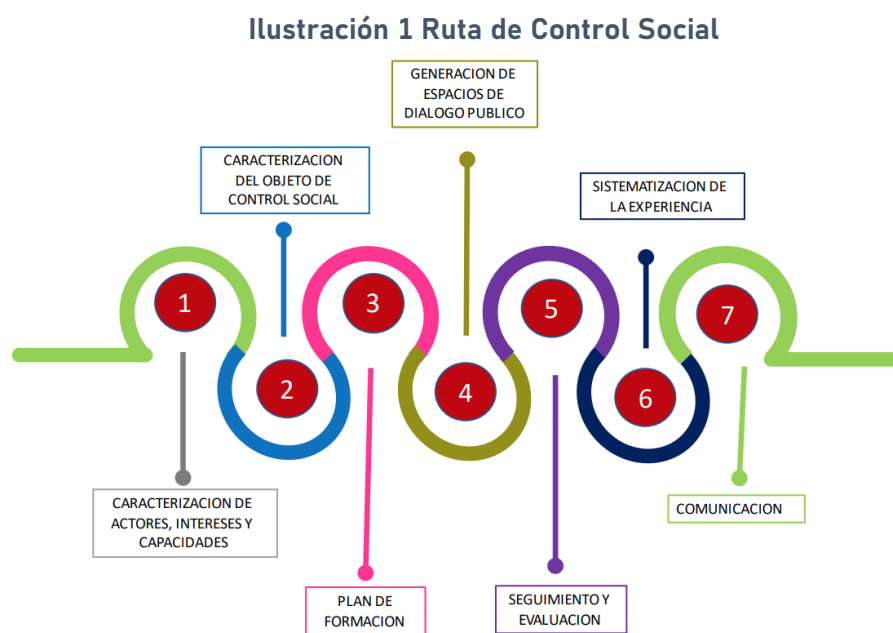 Ilustración 1 Ruta de Control Social
GENERACION DE
ESPACIOS DE
DIALOGO PUBLICO
CARACTERIZACION
DEL OBJETO DE
CONTROL SOCIAL
SISTEMATIZACION DE
LA EXPERIENCIA
1
2
3
4
5
6
7
CARACTERIZACION DE
ACTORES, INTERESES Y
CAPACIDADES
PLAN DE
FORMACION
SEGUIMIENTO Y
EVALUACION
COMUNICACION